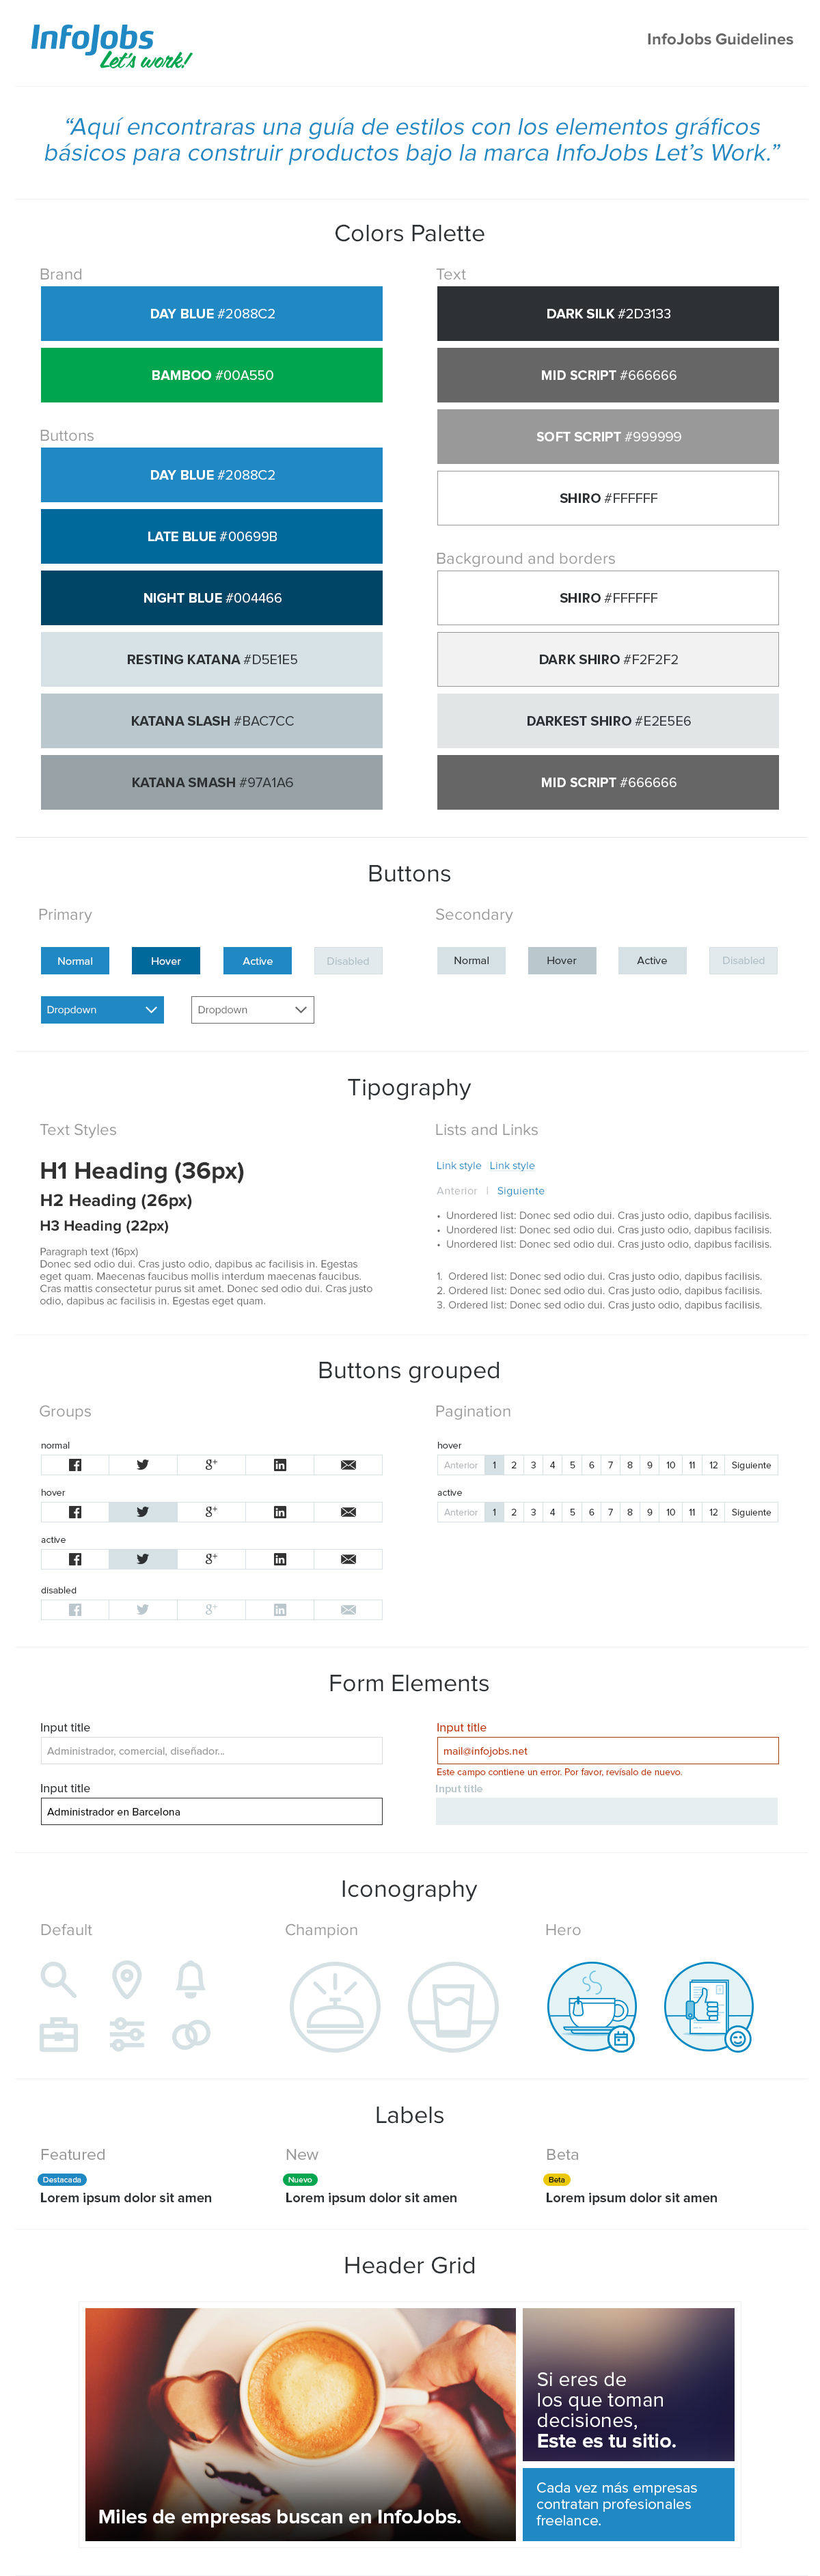 InfoJobs
Let's work!
InfoJobs Guidelines
“Aquí encontraras una guía de estilos con los elementos gráficos
básicos para construir productos bajo la marca InfoJobs Let’s Work.”
Colors Palette
Brand
DAY BLUE #2088C2
BAMBOO #00A550
Buttons
DAY BLUE #2088C2
LATE BLUE #00699B
NIGHT BLUE #004466
RESTING KATANA #D5E1E5
KATANA SLASH #BAC7CC
KATANA SMASH #97A1A6
Text
DARK SILK #2D3133
MID SCRIPT #666666
SOFT SCRIPT #999999
SHIRO #FFFFFF
Background and borders
SHIRO #FFFFFF
DARK SHIRO #F2F2F2
DARKEST SHIRO #E2E5E6
MID SCRIPT #666666
Buttons
Primary
Normal Hover Active Disabled
Dropdown Dropdown
Secondary
Normal Hover Active Disabled
Tipography
Text Styles
H1 Heading (36px)
H2 Heading (26px)
H3 Heading (22px)
Paragraph text (16px)
Donec sed odio dui. Cras justo odio, dapibus ac facilisis in. Egestas
eget quam. Maecenas faucibus mollis interdum maecenas faucibus.
Cras mattis consectetur purus sit amet. Donec sed odio dui. Cras justo
odio, dapibus ac facilisis in. Egestas eget quam.
Lists and Links
Link style Link style
Anterior | Siguiente
• Unordered list: Donec sed odio dui. Cras justo odio, dapibus facilisis.
• Unordered list: Donec sed odio dui. Cras justo odio, dapibus facilisis.
• Unordered list: Donec sed odio dui. Cras justo odio, dapibus facilisis.
1. Ordered list: Donec sed odio dui. Cras justo odio, dapibus facilisis.
2. Ordered list: Donec sed odio dui. Cras justo odio, dapibus facilisis.
3. Ordered list: Donec sed odio dui. Cras justo odio, dapibus facilisis.
Buttons grouped
Groups
normal
g+ in
hover
g+ in
active
g+ in
disabled
g+ in
Pagination
hover
Anterior 1 2 3 4 5 6 7 8 9 10 11 12 Siguiente
active
Anterior 1 2 3 4 5 6 7 8 9 10 11 12 Siguiente
Form Elements
Input title
Administrador, comercial, diseñador...
Input title
Administrador en Barcelona
Input title
mail@infojobs.net
Este campo contiene un error. Por favor, revísalo de nuevo.
Input title
Iconography
Default
Champion
Hero
Labels
Featured
Destacada
Lorem ipsum dolor sit amen
New
Nuevo
Lorem ipsum dolor sit amen
Beta
Beta
Lorem ipsum dolor sit amen
Header Grid
Miles de empresas buscan en InfoJobs.
Si eres de
los que toman
decisiones,
Este es tu sitio.
Cada vez más empresas
contratan profesionales
freelance.